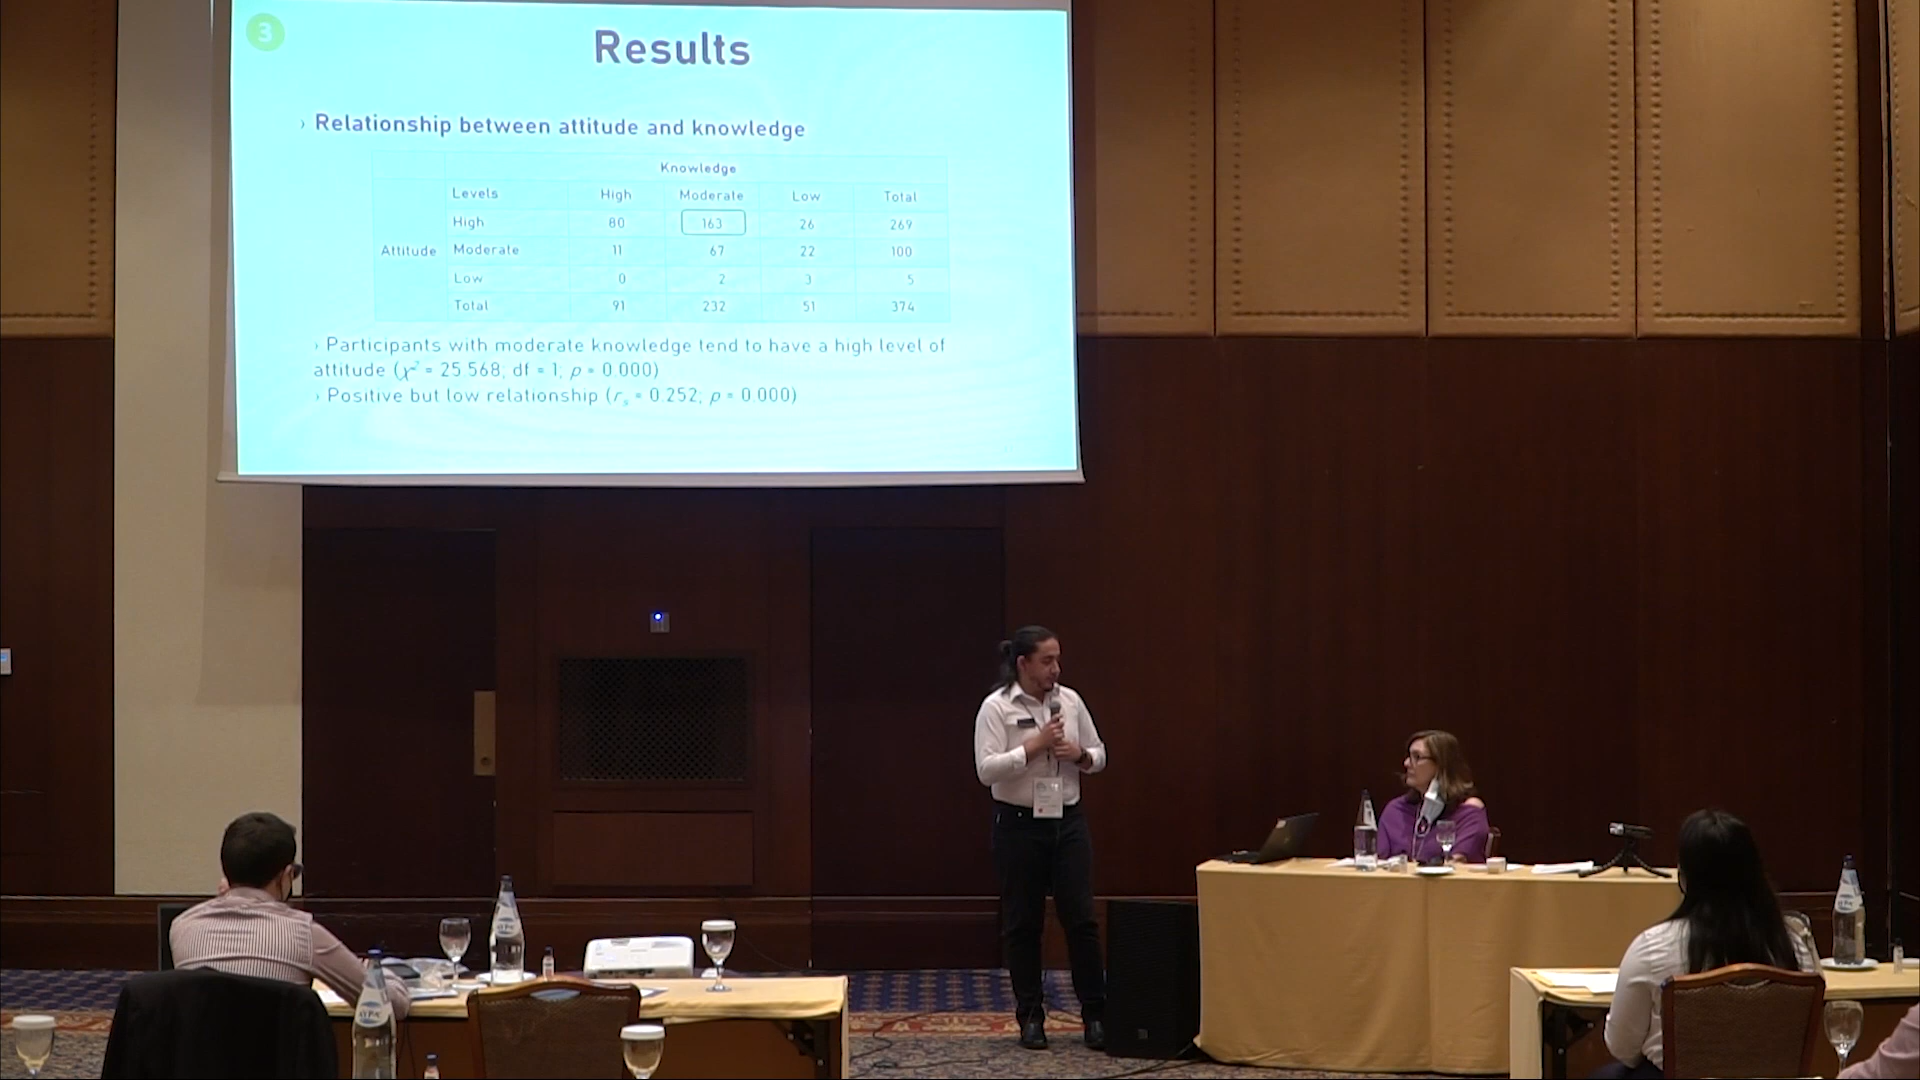 3
Results
› Relationship between attitude and knowledge
Knowledge
Levels High Moderate Low Total
High 80 163 26 269
Attitude Moderate 11 67 22 100
Low 0 2 3 5
Total 91 232 51 374
› Participants with moderate knowledge tend to have a high level of
attitude (χ² = 25.568; df = 1; p = 0.000)
› Positive but low relationship (rₛ = 0.252; p = 0.000)